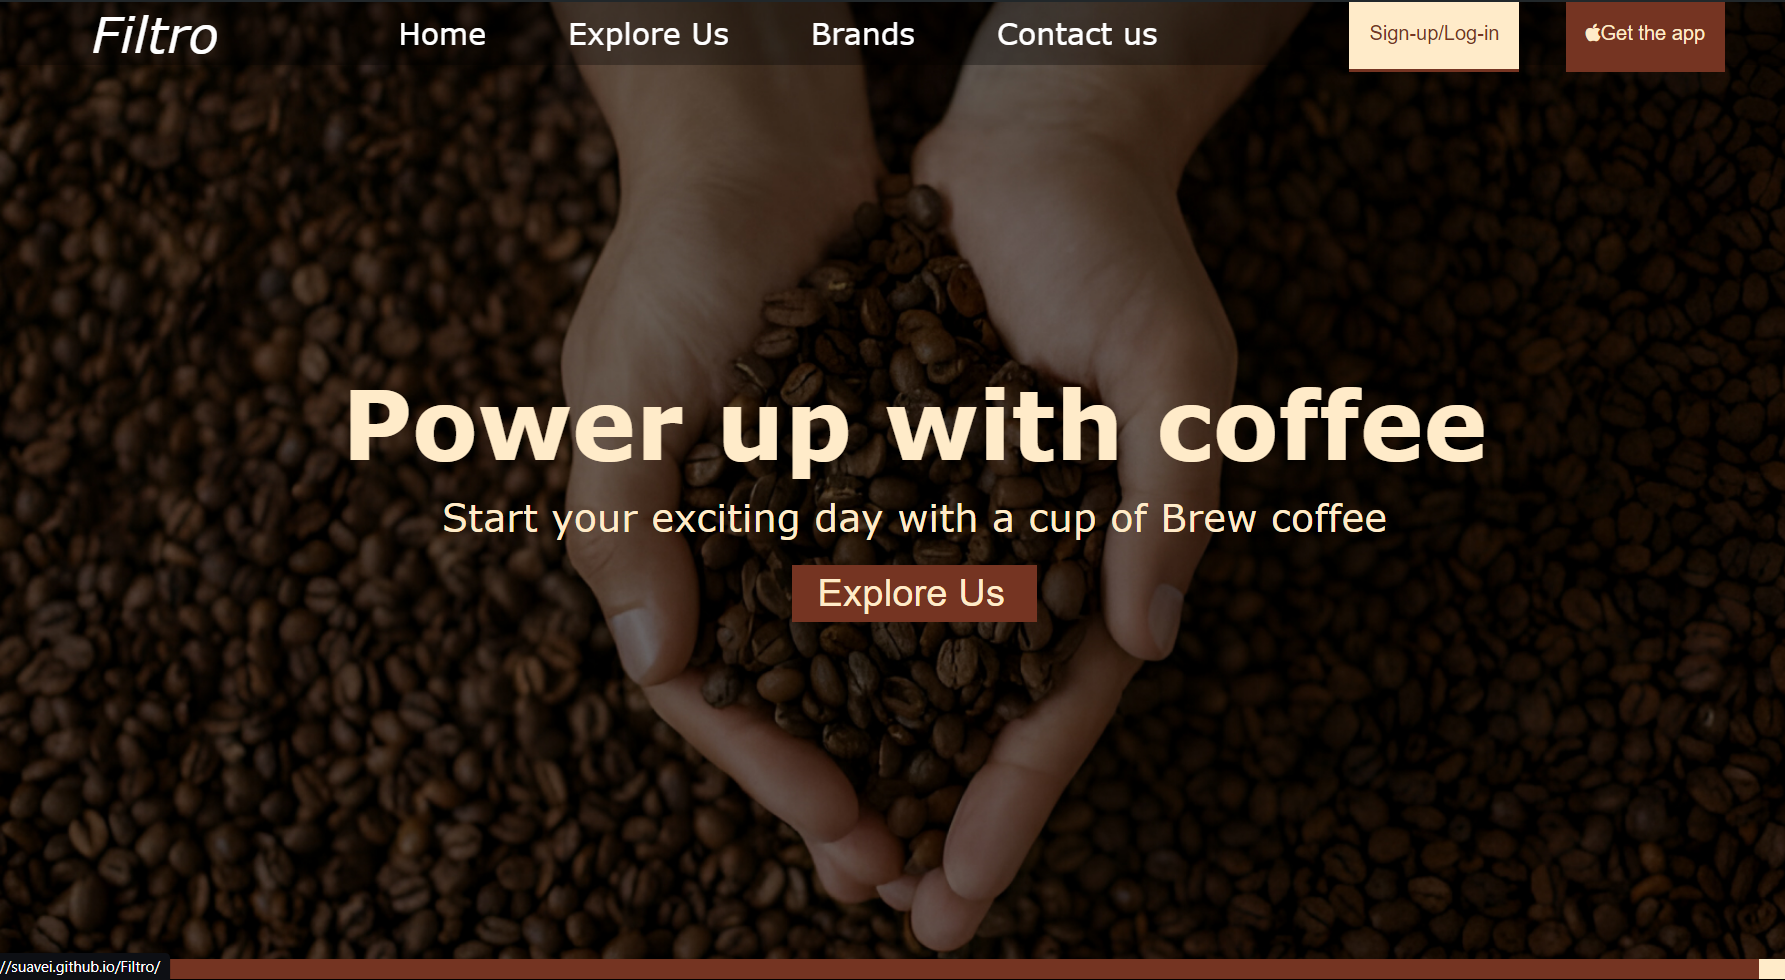 Filtro
Home
Explore Us
Brands
Contact us
Sign-up/Log-in
Get the app
Power up with coffee
Start your exciting day with a cup of Brew coffee
Explore Us
//suavei.github.io/Filtro/